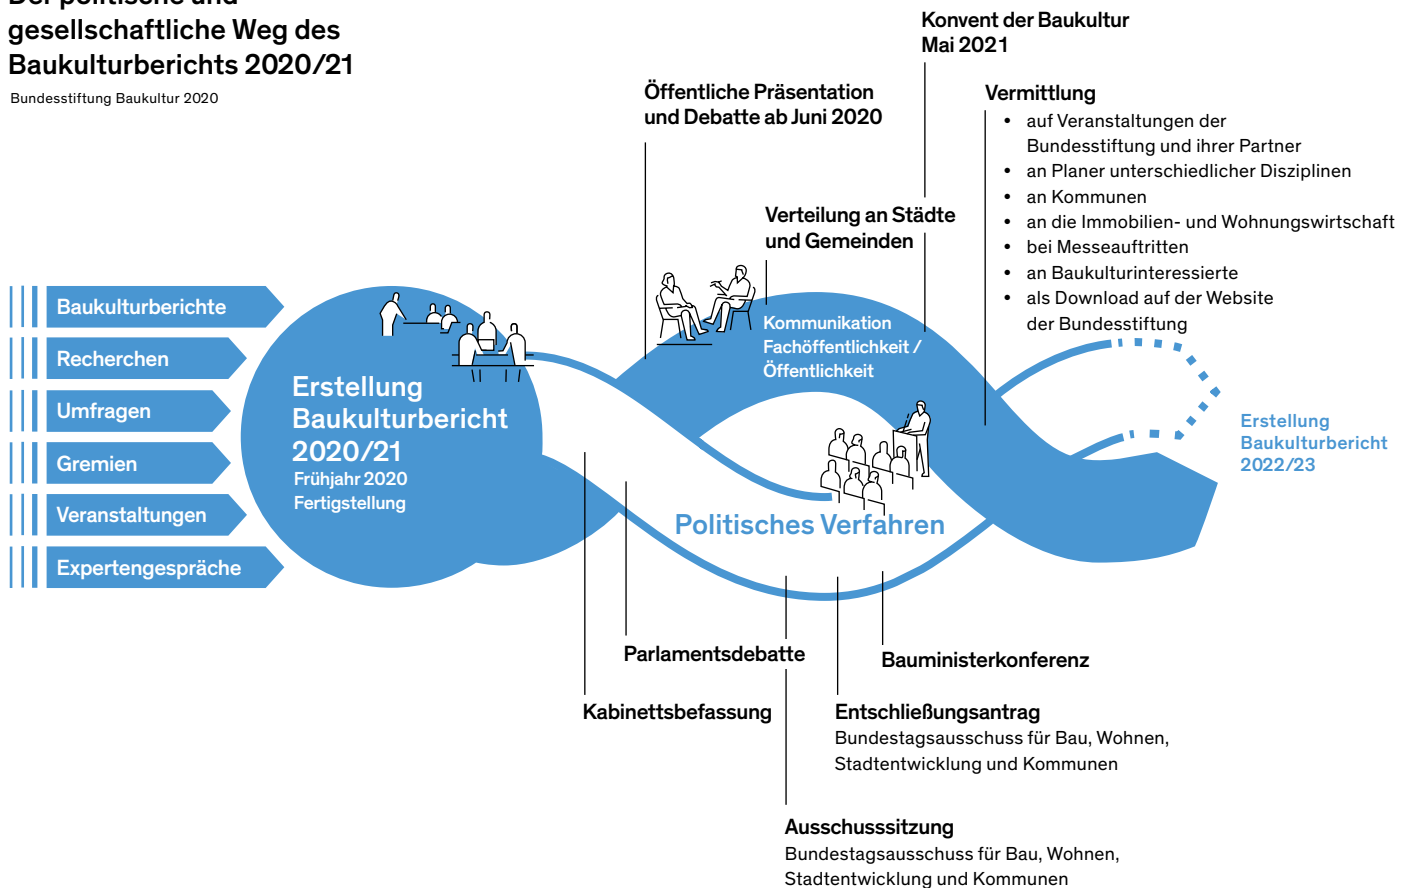 Der politische und
gesellschaftliche Weg des
Baukulturberichts 2020/21
Bundesstiftung Baukultur 2020
Konvent der Baukultur
Mai 2021
Öffentliche Präsentation
und Debatte ab Juni 2020
Vermittlung
• auf Veranstaltungen der
Bundesstiftung und ihrer Partner
• an Planer unterschiedlicher Disziplinen
• an Kommunen
• an die Immobilien- und Wohnungswirtschaft
• bei Messeauftritten
• an Baukulturinteressierte
• als Download auf der Website
der Bundesstiftung
Verteilung an Städte
und Gemeinden
Baukulturberichte
Recherchen
Umfragen
Gremien
Veranstaltungen
Expertengespräche
Erstellung
Baukulturbericht
2020/21
Frühjahr 2020
Fertigstellung
Kommunikation
Fachöffentlichkeit /
Öffentlichkeit
Politisches Verfahren
Erstellung
Baukulturbericht
2022/23
Parlamentsdebatte
Bauministerkonferenz
Kabinettsbefassung
Entschließungsantrag
Bundestagsausschuss für Bau, Wohnen,
Stadtentwicklung und Kommunen
Ausschusssitzung
Bundestagsausschuss für Bau, Wohnen,
Stadtentwicklung und Kommunen